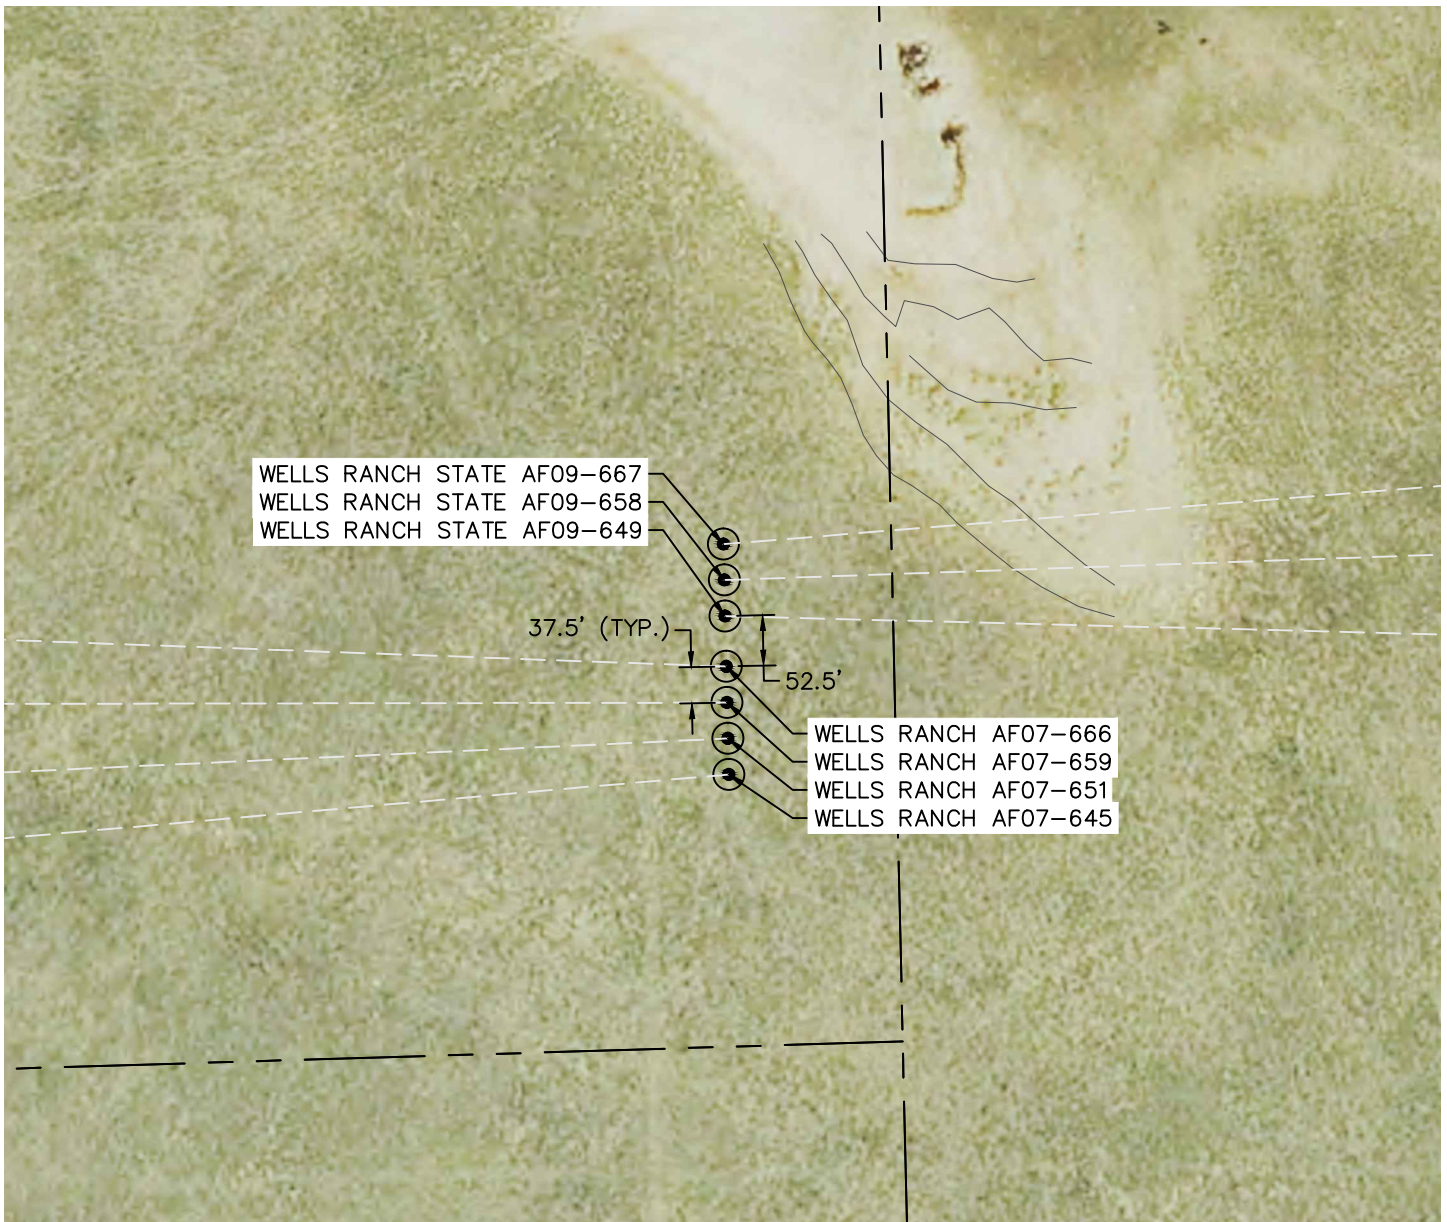 WELLS RANCH STATE AF09-667
WELLS RANCH STATE AF09-658
WELLS RANCH STATE AF09-649
37.5' (TYP.)
52.5'
WELLS RANCH AF07-666
WELLS RANCH AF07-659
WELLS RANCH AF07-651
WELLS RANCH AF07-645